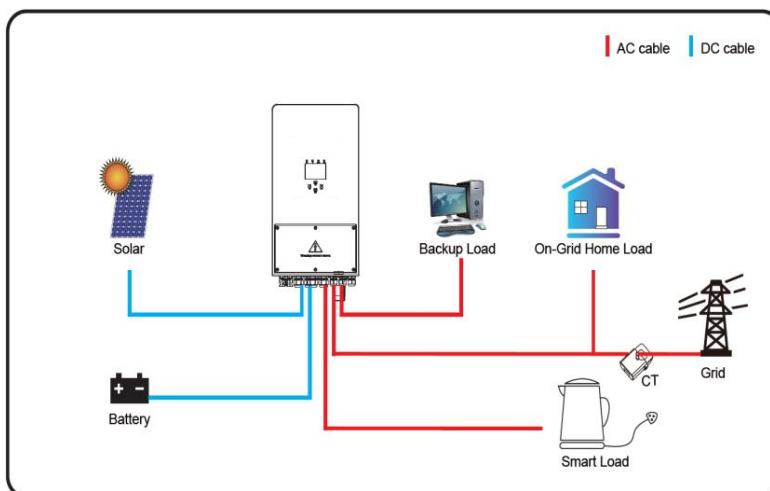 AC cable
DC cable
Solar
Backup Load
On-Grid Home Load
Battery
CT
Grid
Smart Load